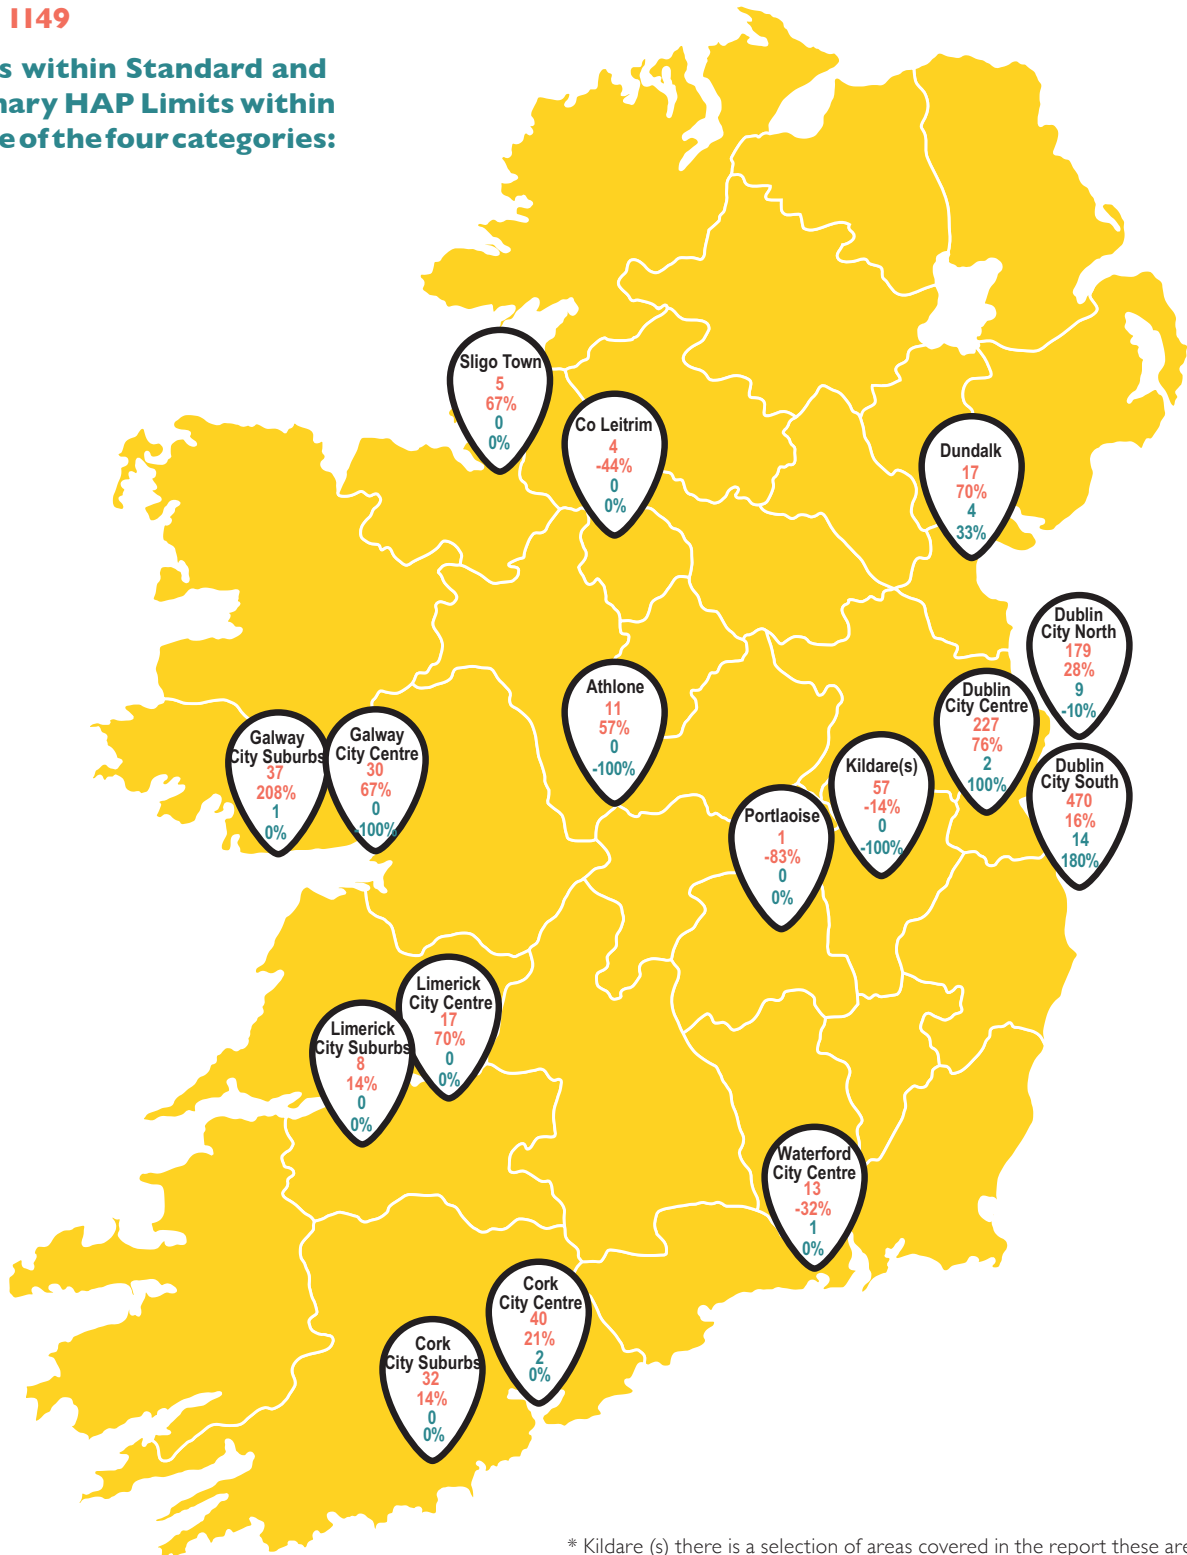 1149
s within Standard and
nary HAP Limits within
e of the four categories:
Sligo Town
5
67%
0
0%
Co Leitrim
4
-44%
0
0%
Dundalk
17
70%
4
33%
Dublin
City North
179
28%
9
-10%
Dublin
City Centre
227
76%
2
100%
Dublin
City South
470
16%
14
180%
Athlone
11
57%
0
-100%
Galway
City Suburbs
37
208%
1
0%
Galway
City Centre
30
67%
0
-100%
Kildare(s)
57
-14%
0
-100%
Portlaoise
1
-83%
0
0%
Limerick
City Centre
17
70%
0
0%
Limerick
City Suburbs
8
14%
0
0%
Waterford
City Centre
13
-32%
1
0%
Cork
City Centre
40
21%
2
0%
Cork
City Suburbs
32
14%
0
0%
* Kildare (s) there is a selection of areas covered in the report these are